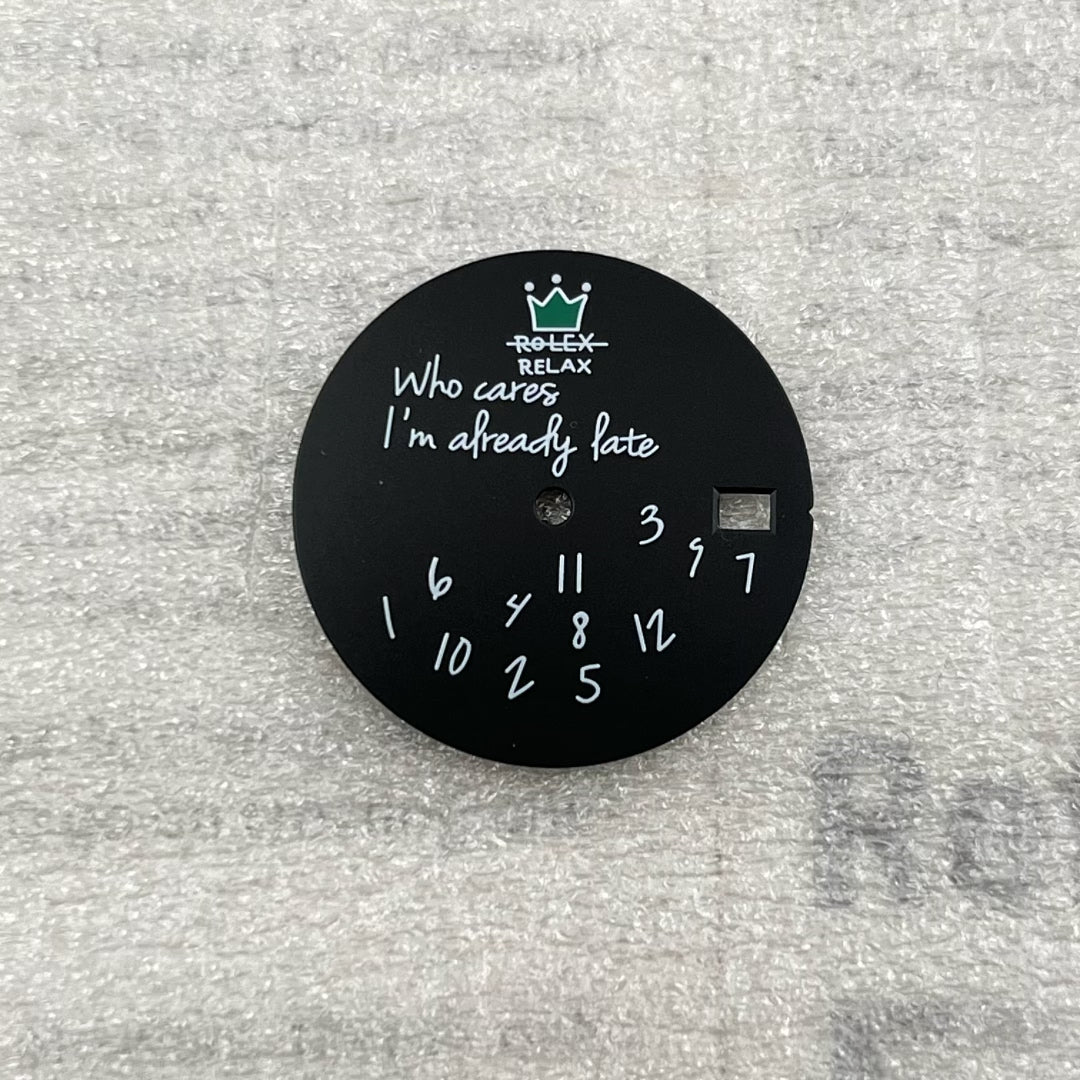 ROLEX
RELAX
Who cares
I'm already late
3
9 7
6 11
1 4 8 12
10 2 5